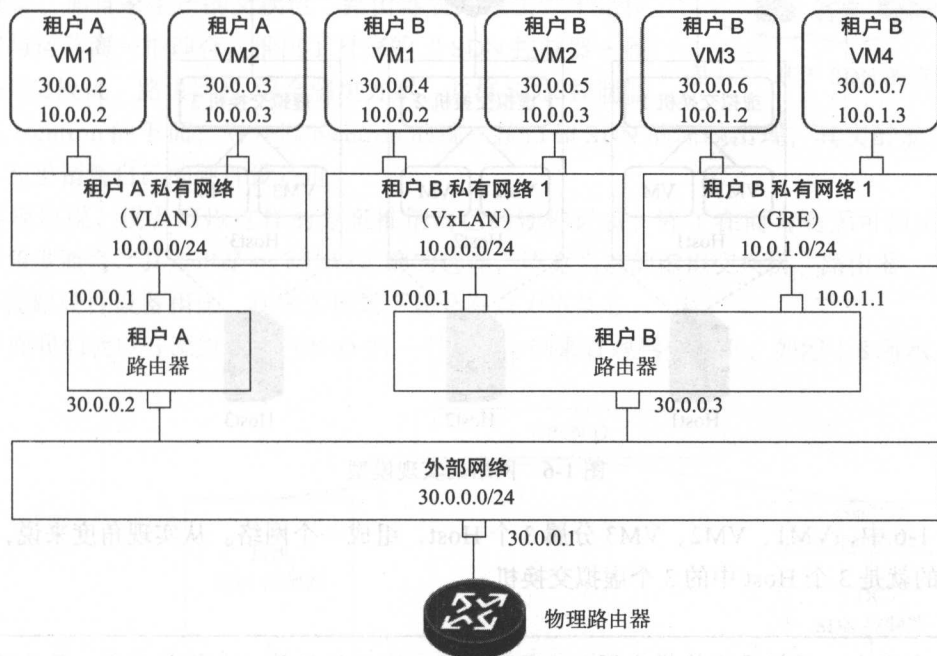 租户 A
VM1
30.0.0.2
10.0.0.2
租户 A
VM2
30.0.0.3
10.0.0.3
租户 B
VM1
30.0.0.4
10.0.0.2
租户 B
VM2
30.0.0.5
10.0.0.3
租户 B
VM3
30.0.0.6
10.0.1.2
租户 B
VM4
30.0.0.7
10.0.1.3
租户 A 私有网络
（VLAN）
10.0.0.0/24
租户 B 私有网络 1
（VxLAN）
10.0.0.0/24
租户 B 私有网络 1
（GRE）
10.0.1.0/24
10.0.0.1
10.0.0.1
10.0.1.1
租户 A
路由器
租户 B
路由器
30.0.0.2
30.0.0.3
外部网络
30.0.0.0/24
30.0.0.1
物理路由器